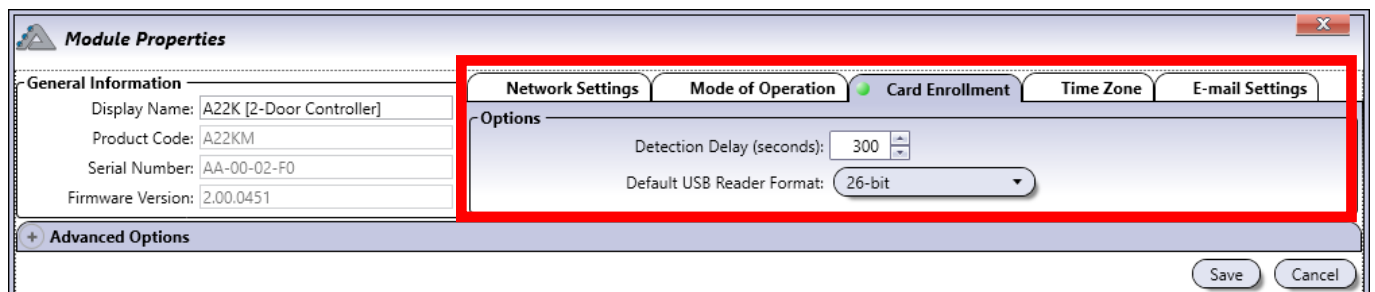 Module Properties
X
General Information
Display Name: A22K [2-Door Controller]
Product Code: A22KM
Serial Number: AA-00-02-F0
Firmware Version: 2.00.0451
Network Settings
Mode of Operation
Card Enrollment
Time Zone
E-mail Settings
Options
Detection Delay (seconds): 300
Default USB Reader Format: 26-bit
+ Advanced Options
Save
Cancel